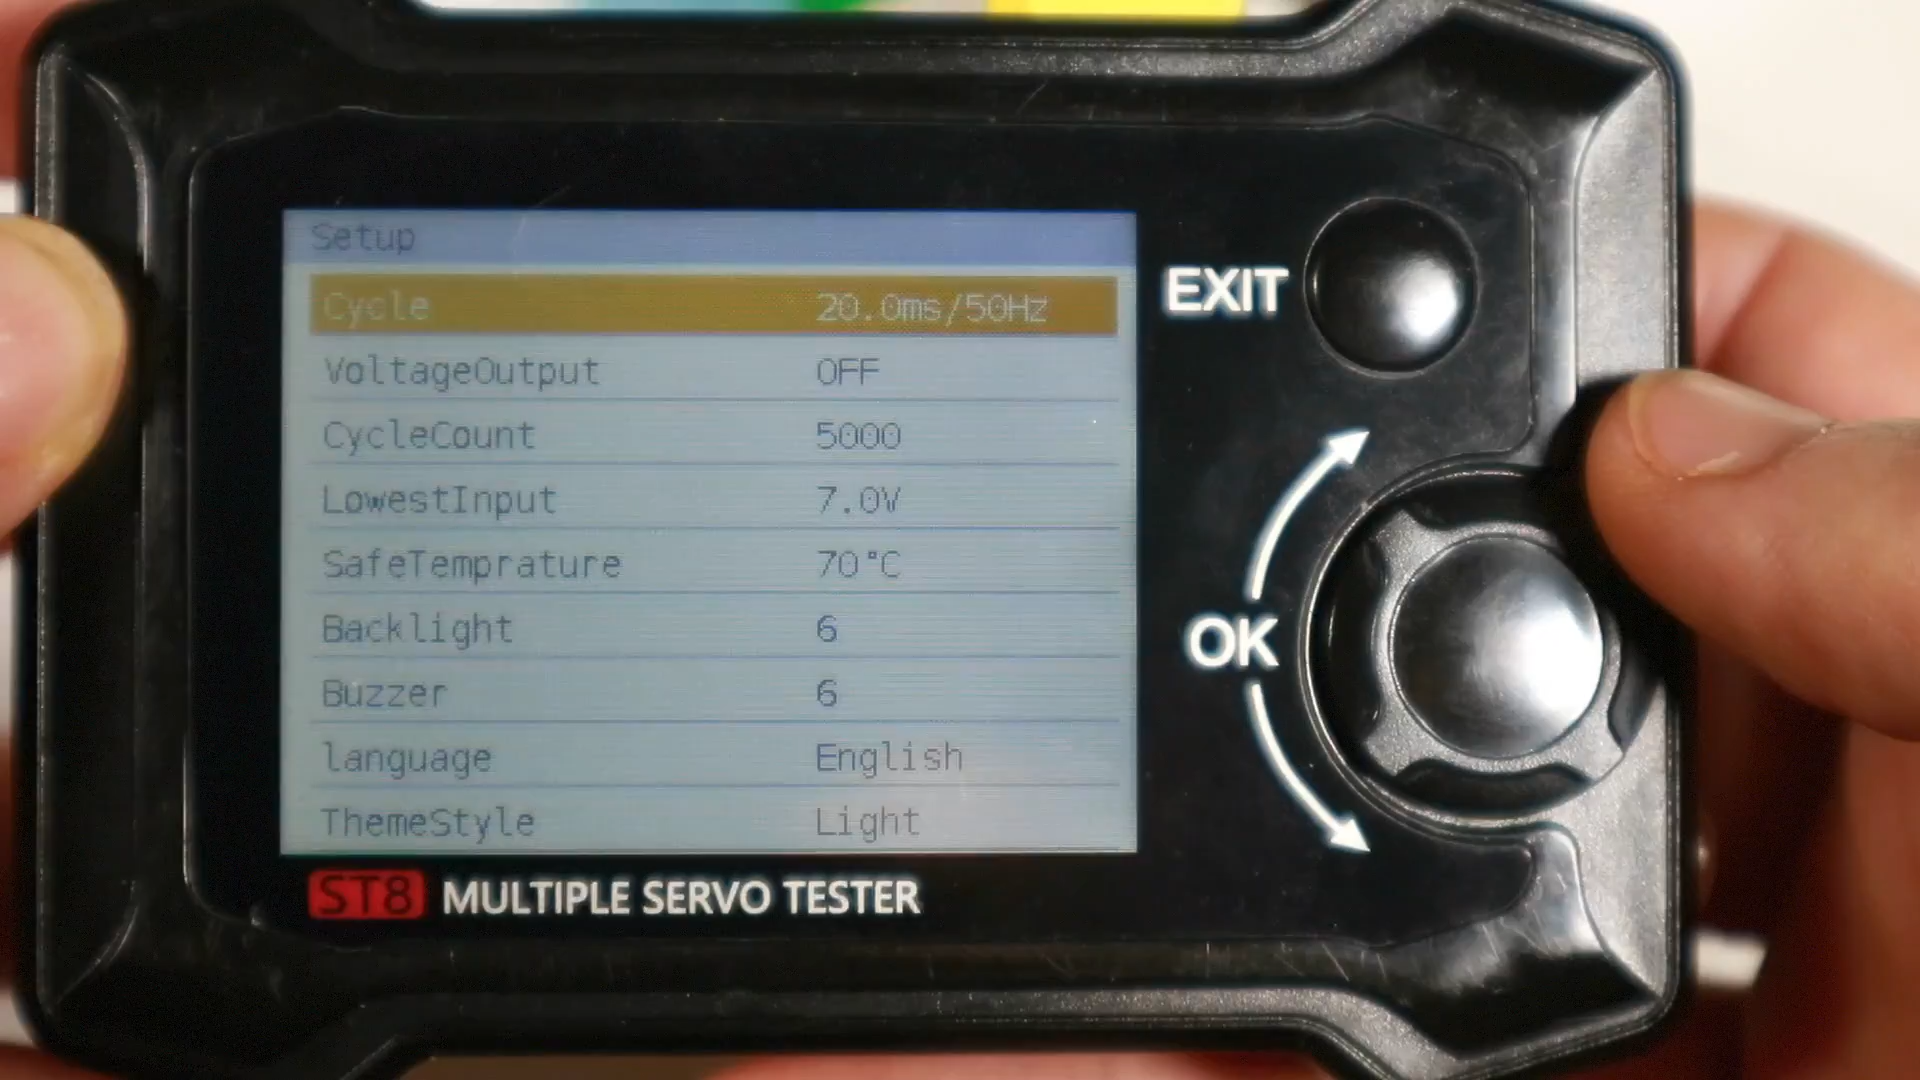 Setup
Cycle 20.0ms/50Hz
VoltageOutput OFF
CycleCount 5000
LowestInput 7.0V
SafeTemprature 70°C
Backlight 6
Buzzer 6
language English
ThemeStyle Light
EXIT
OK
ST8 MULTIPLE SERVO TESTER